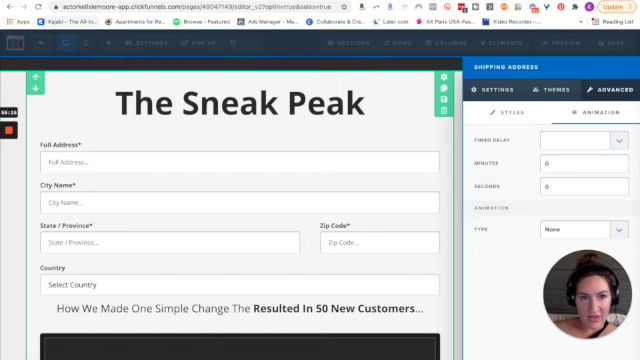 actorkellsiemoore-app.clickfunnels.com/pages/49047149/editor_v2?optin=true&sales=true
Update
Kajabi - The All-In...
Apartments for Re...
Browse - Featured
Ads Manager - Ma...
Collaborate & Crea...
Later.com
AX Paris USA-Fea...
Video Recorder -...
Reading List
SETTINGS
POP UP
SECTIONS
ROWS
COLUMNS
ELEMENTS
PREVIEW
SAVE
SHIPPING ADDRESS
SETTINGS
THEMES
ADVANCED
STYLES
ANIMATION
TIMED DELAY
MINUTES
0
SECONDS
0
ANIMATION
TYPE
None
The Sneak Peak
Full Address*
Full Address...
City Name*
City Name...
State / Province*
Zip Code*
State / Province...
Zip Code...
Country
Select Country
How We Made One Simple Change The Resulted In 50 New Customers...